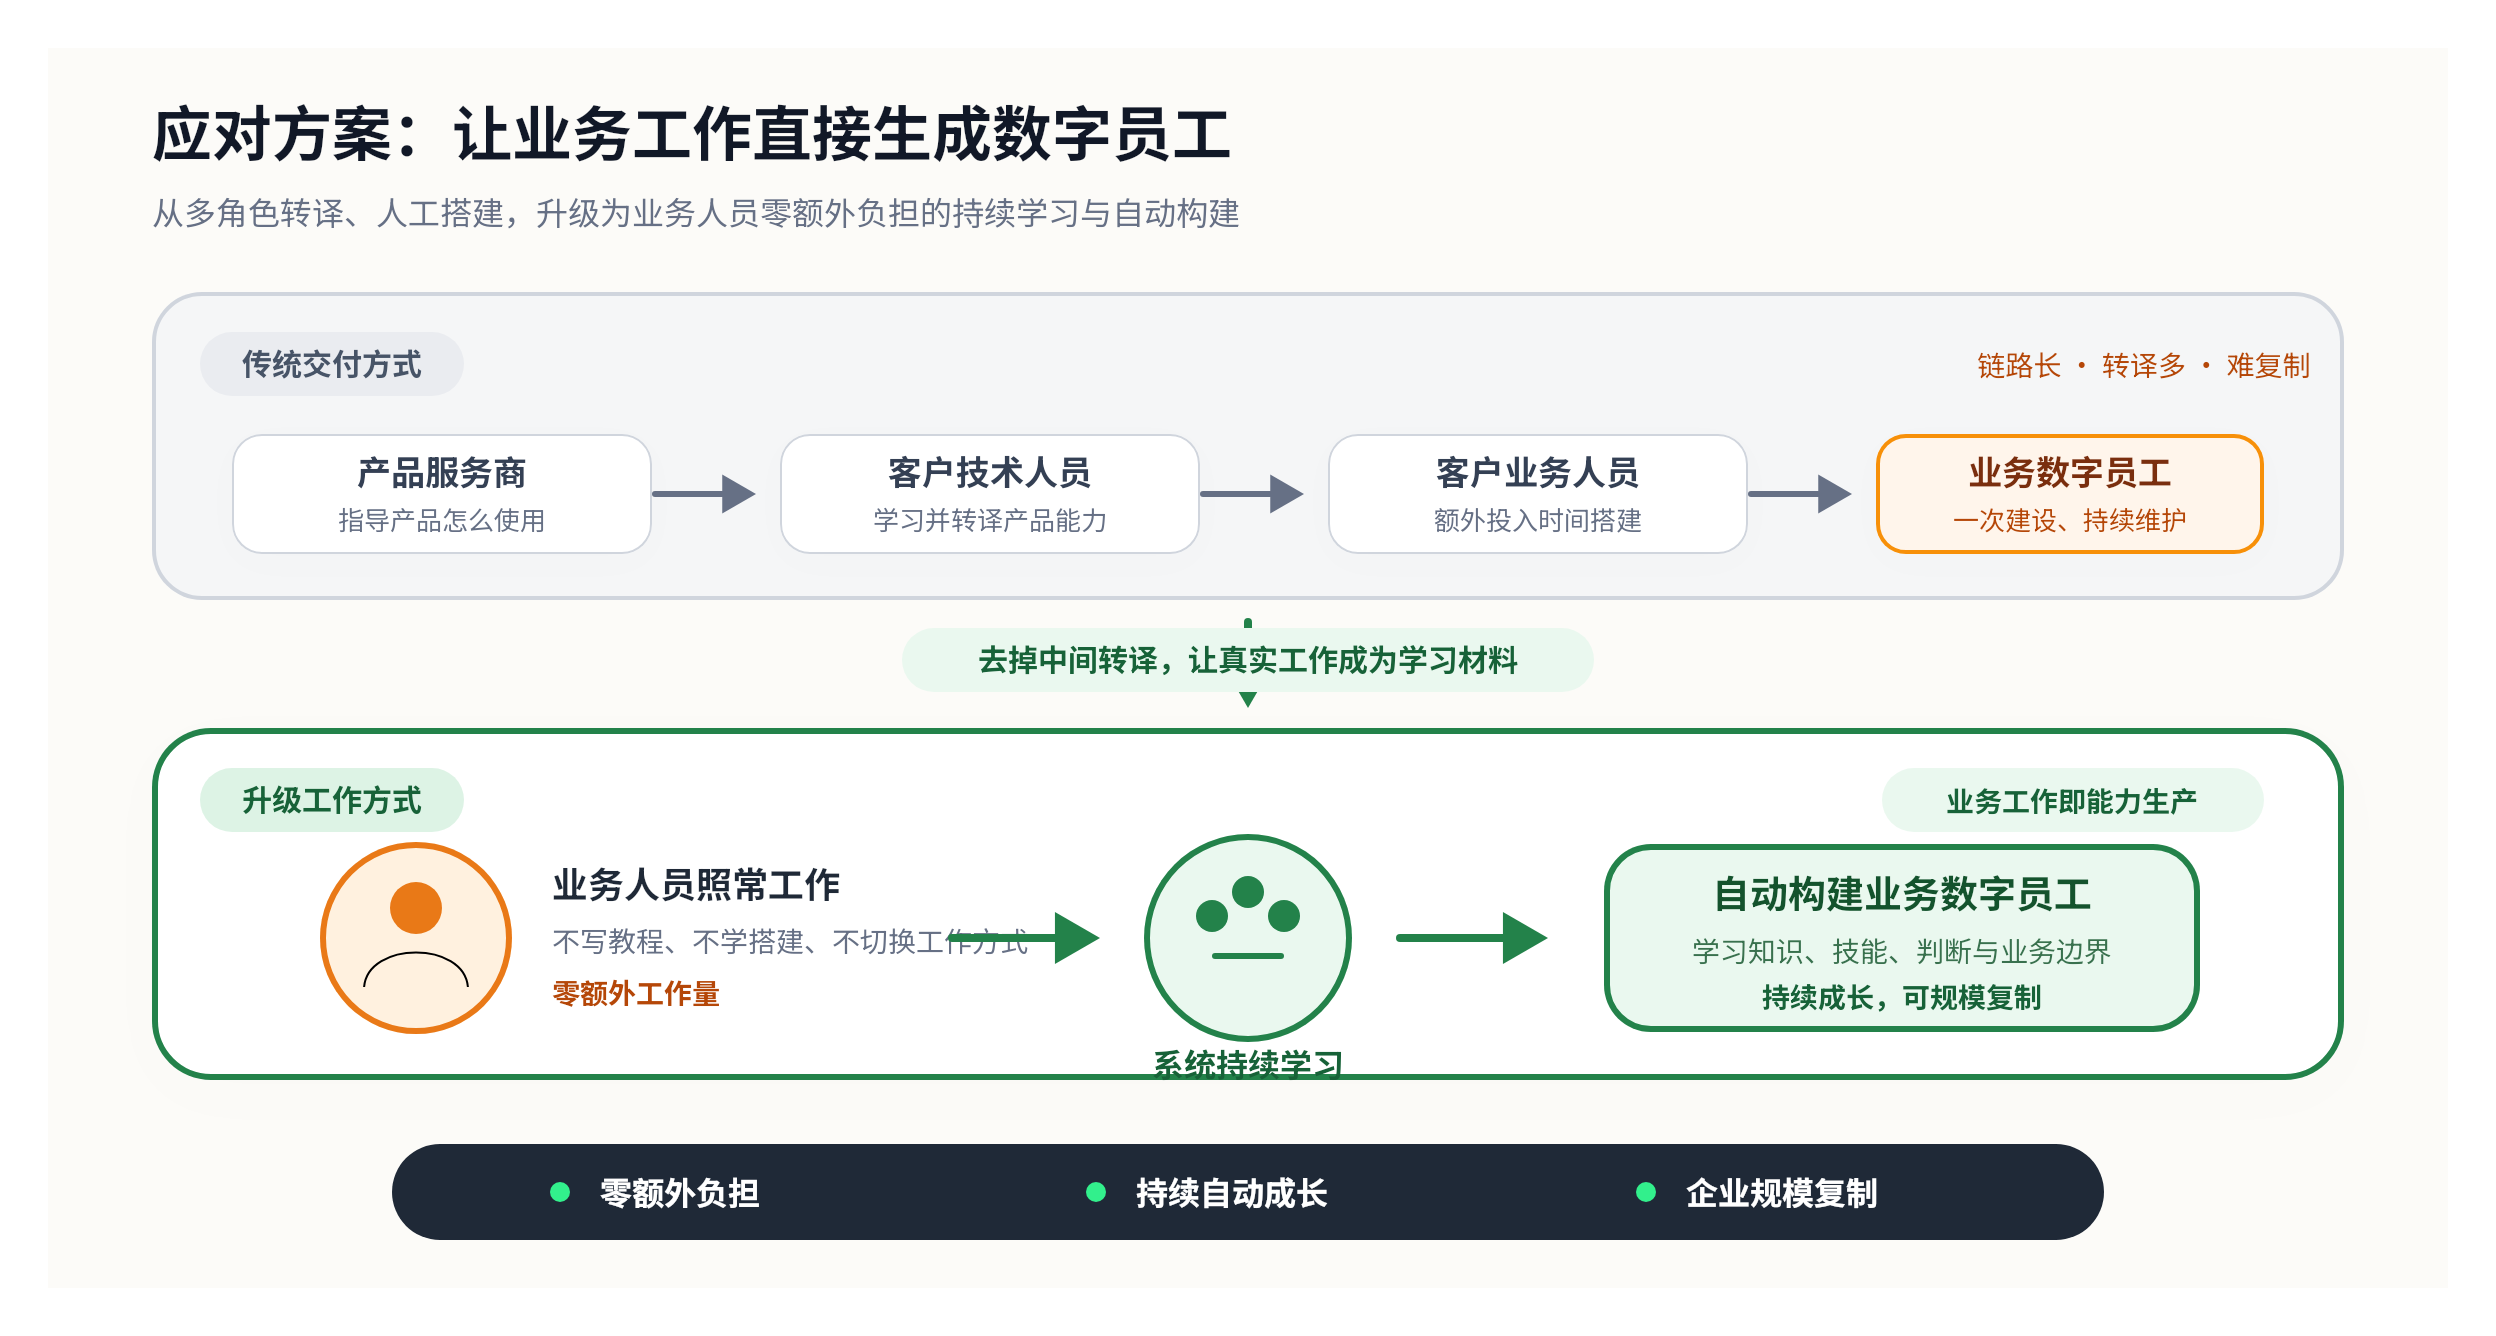 应对方案：让业务工作直接生成数字员工
从多角色转译、人工搭建，升级为业务人员零额外负担的持续学习与自动构建
传统交付方式
链路长 • 转译多 • 难复制
产品服务商
指导产品怎么使用
客户技术人员
学习并转译产品能力
客户业务人员
额外投入时间搭建
业务数字员工
一次建设、持续维护
去掉中间转译，让真实工作成为学习材料
升级工作方式
业务工作即能力生产
业务人员照常工作
不写教程、不学搭建、不切换工作方式
零额外工作量
系统持续学习
自动构建业务数字员工
学习知识、技能、判断与业务边界
持续成长，可规模复制
零额外负担
持续自动成长
企业规模复制